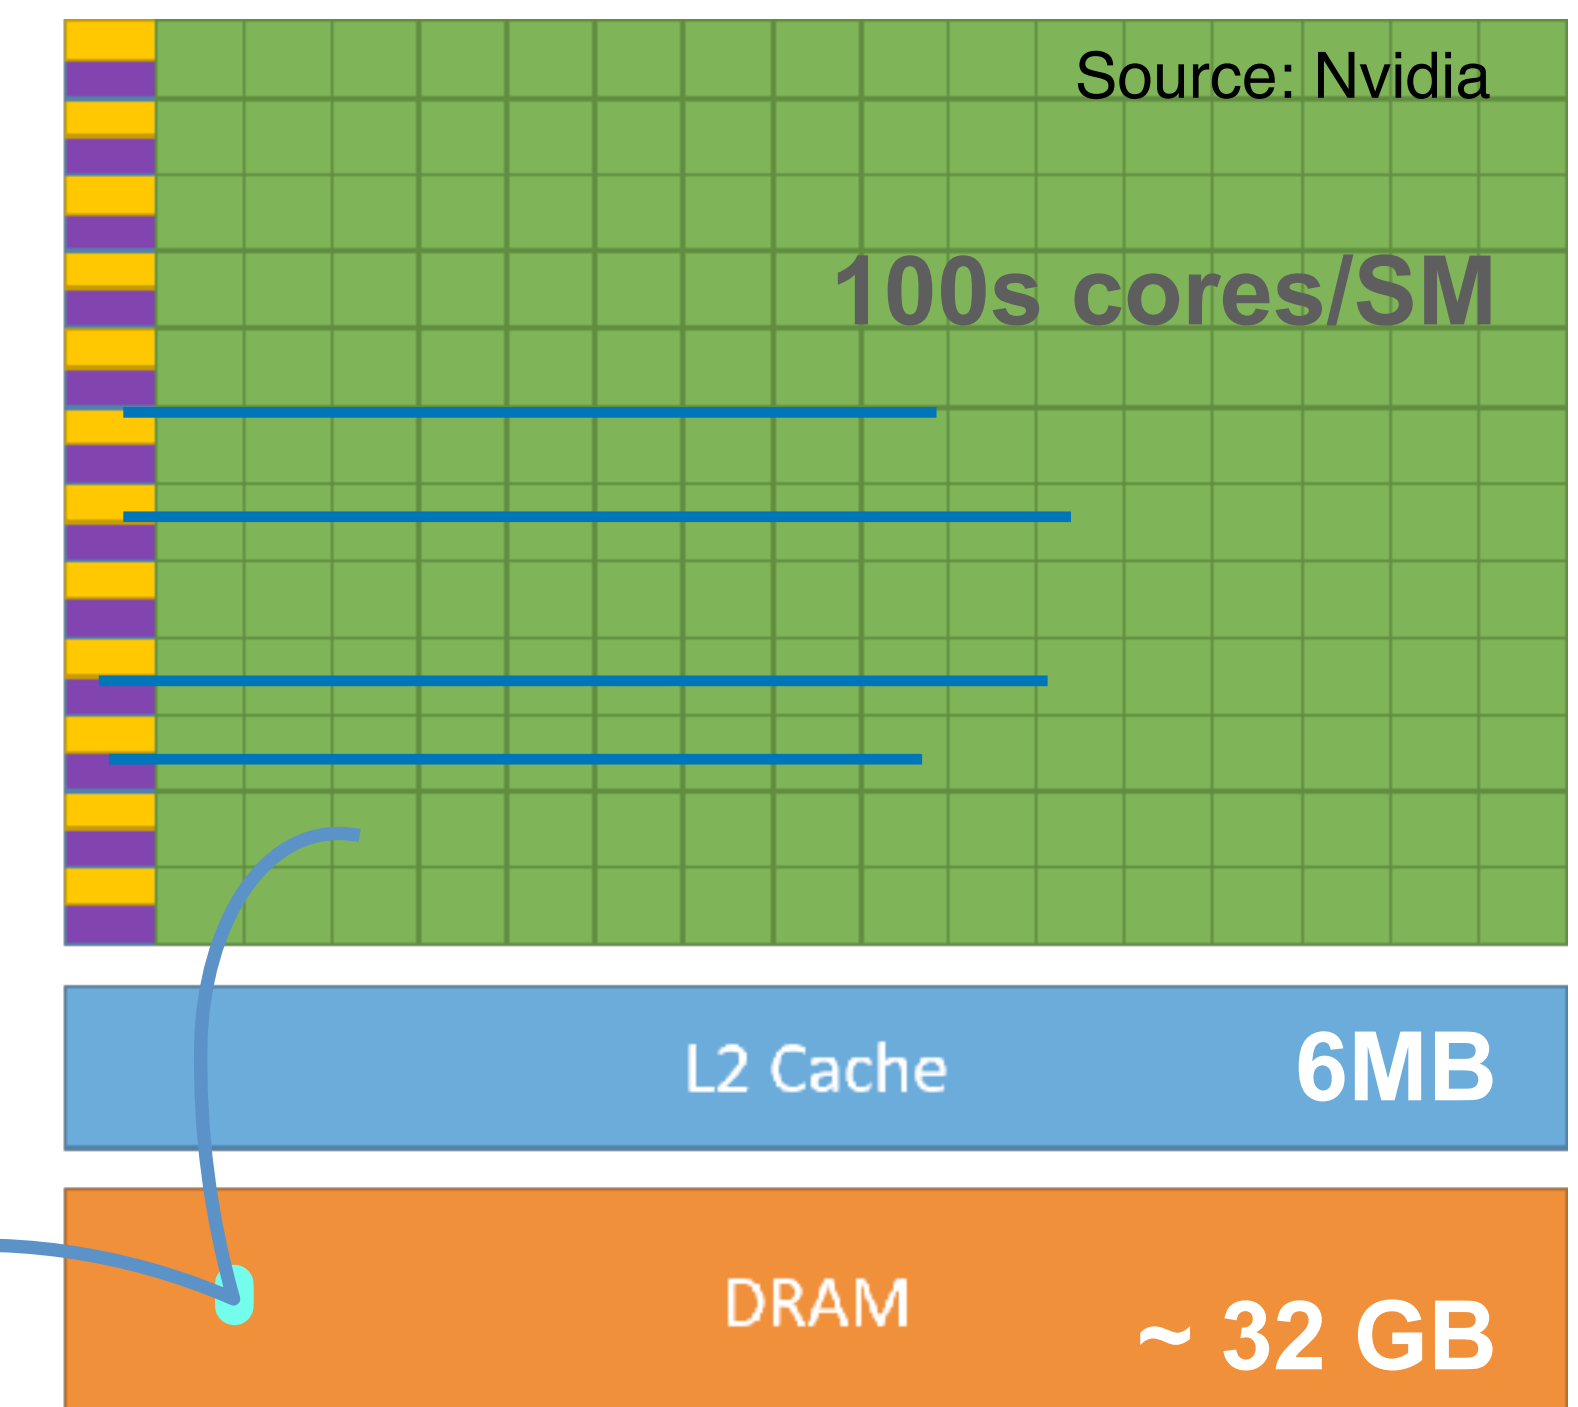 Source: Nvidia
100s cores/SM
L2 Cache
6MB
DRAM
~ 32 GB